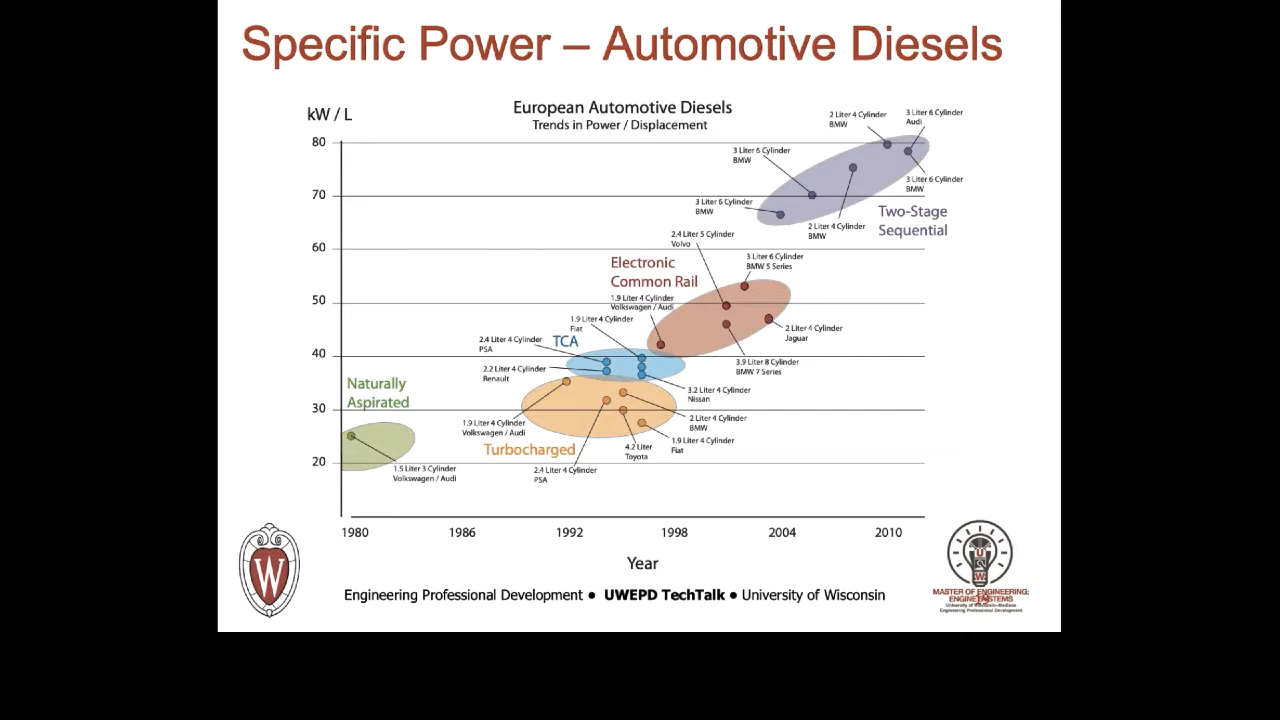 Specific Power – Automotive Diesels
kW / L
European Automotive Diesels
Trends in Power / Displacement
80
70
60
50
40
30
20
2 Liter 4 Cylinder
BMW
3 Liter 6 Cylinder
Audi
3 Liter 6 Cylinder
BMW
3 Liter 6 Cylinder
BMW
3 Liter 6 Cylinder
BMW
2 Liter 4 Cylinder
BMW
Two-Stage
Sequential
2.4 Liter 5 Cylinder
Volvo
3 Liter 6 Cylinder
BMW 5 Series
Electronic
Common Rail
1.9 Liter 4 Cylinder
Volkswagen / Audi
1.9 Liter 4 Cylinder
Fiat
2 Liter 4 Cylinder
Jaguar
2.4 Liter 4 Cylinder
PSA
TCA
3.9 Liter 8 Cylinder
BMW 7 Series
2.2 Liter 4 Cylinder
Renault
Naturally
Aspirated
3.2 Liter 4 Cylinder
Nissan
1.9 Liter 4 Cylinder
Volkswagen / Audi
2 Liter 4 Cylinder
BMW
Turbocharged
4.2 Liter
Toyota
1.9 Liter 4 Cylinder
Fiat
1.5 Liter 3 Cylinder
Volkswagen / Audi
2.4 Liter 4 Cylinder
PSA
1980 1986 1992 1998 2004 2010
Year
W
Engineering Professional Development ● UWEPD TechTalk ● University of Wisconsin
U
W
MASTER OF ENGINEERING:
University of Wisconsin-Madison
Engineering Professional Development